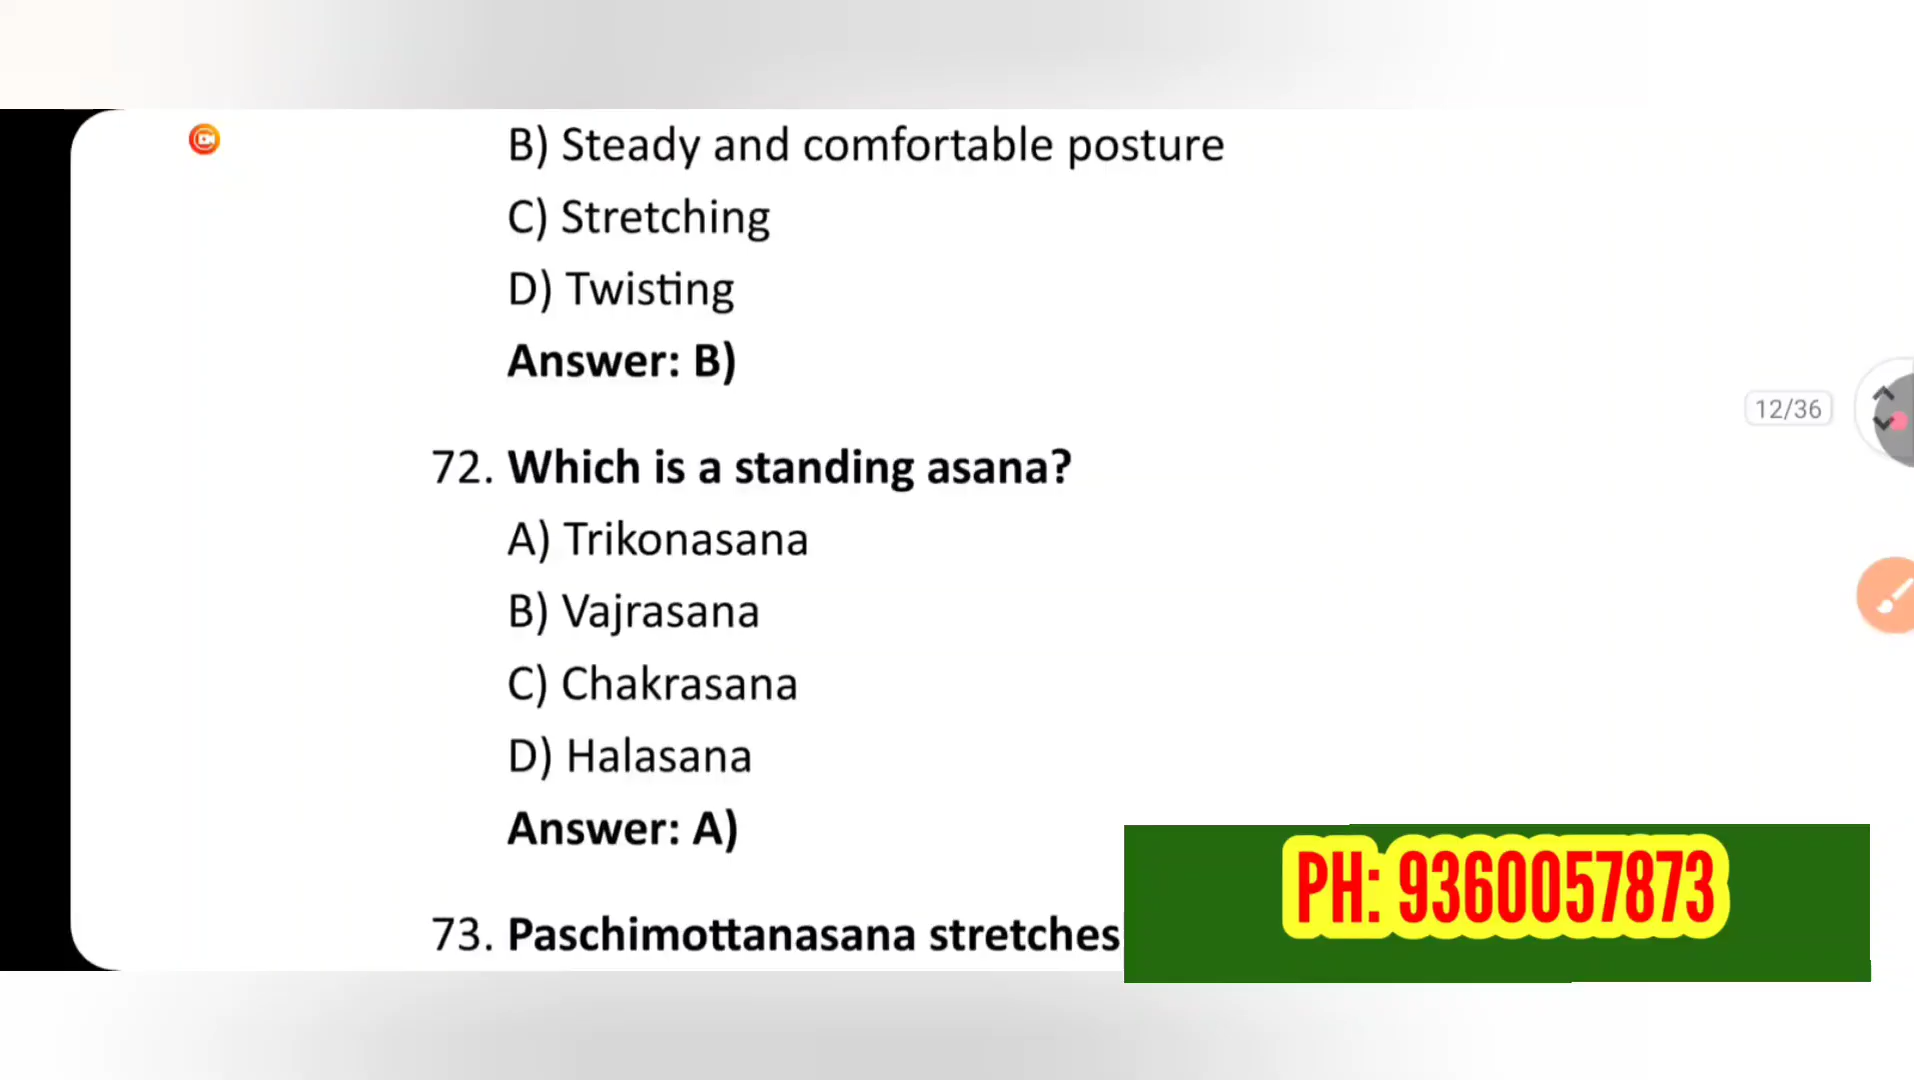 B) Steady and comfortable posture
C) Stretching
D) Twisting
Answer: B)
12/36
72. Which is a standing asana?
A) Trikonasana
B) Vajrasana
C) Chakrasana
D) Halasana
Answer: A)
PH: 9360057873
73. Paschimottanasana stretches